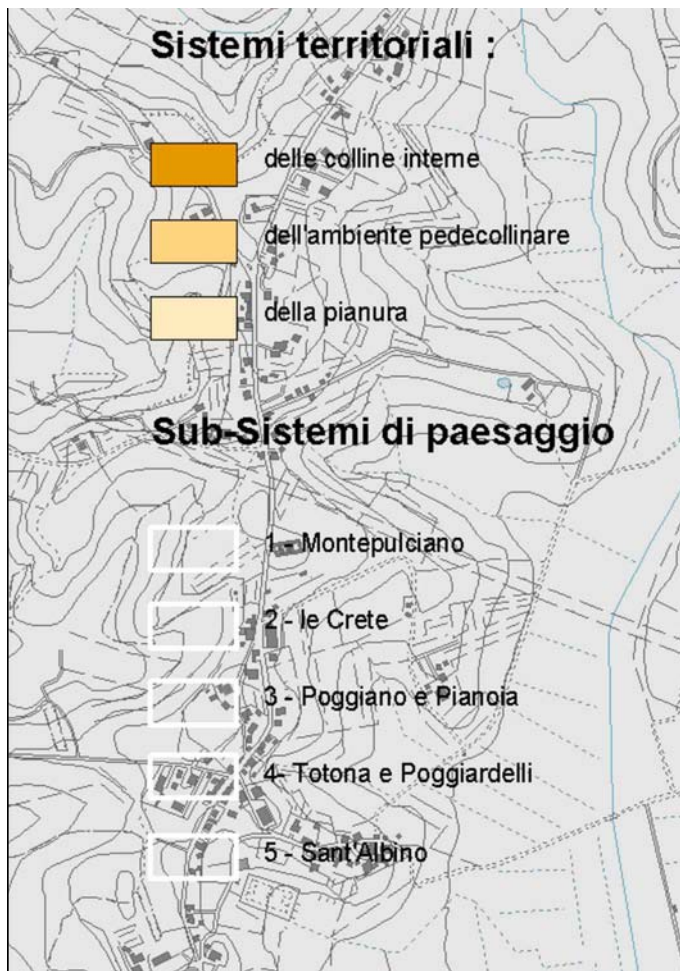 Sistemi territoriali :
delle colline interne
dell'ambiente pedecollinare
della pianura
Sub-Sistemi di paesaggio
1 - Montepulciano
2 - le Crete
3 - Poggiano e Pianoia
4- Totona e Poggiardelli
5 - Sant'Albino